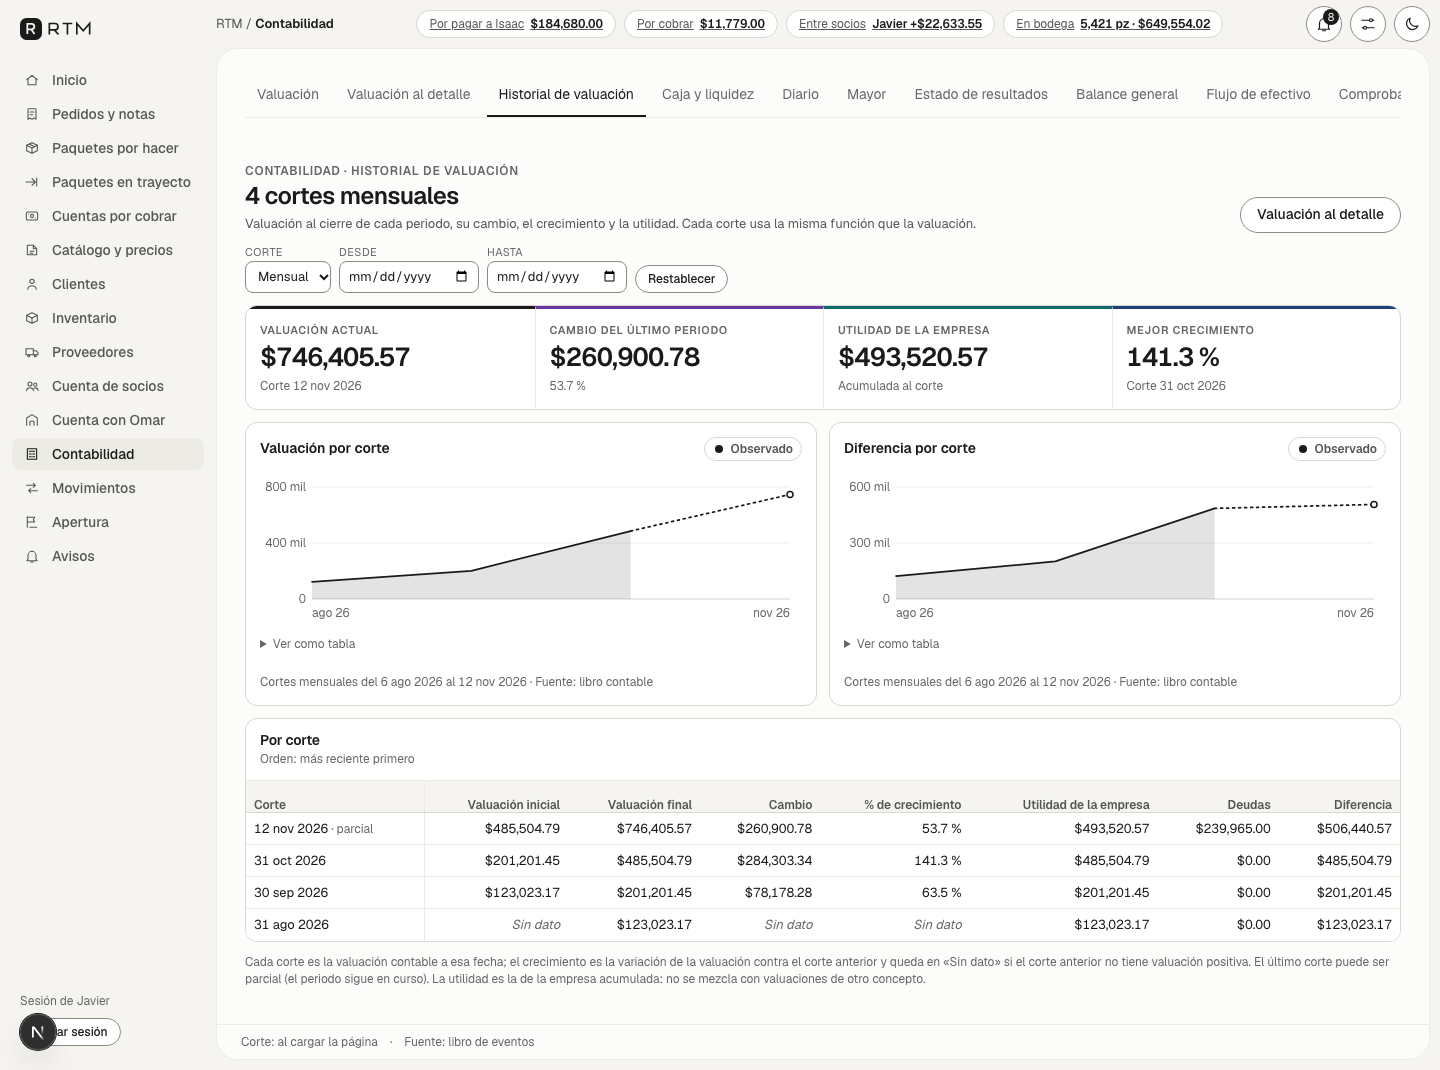 RTM
RTM / Contabilidad
Por pagar a Isaac $184,680.00
Por cobrar $11,779.00
Entre socios Javier +$22,633.55
En bodega 5,421 pz · $649,554.02
8
Inicio
Pedidos y notas
Paquetes por hacer
Paquetes en trayecto
Cuentas por cobrar
Catálogo y precios
Clientes
Inventario
Proveedores
Cuenta de socios
Cuenta con Omar
Contabilidad
Movimientos
Apertura
Avisos
Sesión de Javier
N ar sesión
Valuación Valuación al detalle Historial de valuación Caja y liquidez Diario Mayor Estado de resultados Balance general Flujo de efectivo Comproba
CONTABILIDAD · HISTORIAL DE VALUACIÓN
4 cortes mensuales
Valuación al cierre de cada periodo, su cambio, el crecimiento y la utilidad. Cada corte usa la misma función que la valuación.
Valuación al detalle
CORTE DESDE HASTA
Mensual mm/dd/yyyy mm/dd/yyyy Restablecer
VALUACIÓN ACTUAL
$746,405.57
Corte 12 nov 2026
CAMBIO DEL ÚLTIMO PERIODO
$260,900.78
53.7 %
UTILIDAD DE LA EMPRESA
$493,520.57
Acumulada al corte
MEJOR CRECIMIENTO
141.3 %
Corte 31 oct 2026
Valuación por corte
Observado
800 mil
400 mil
0
ago 26 nov 26
Ver como tabla
Cortes mensuales del 6 ago 2026 al 12 nov 2026 · Fuente: libro contable
Diferencia por corte
Observado
600 mil
300 mil
0
ago 26 nov 26
Ver como tabla
Cortes mensuales del 6 ago 2026 al 12 nov 2026 · Fuente: libro contable
Por corte
Orden: más reciente primero
Corte Valuación inicial Valuación final Cambio % de crecimiento Utilidad de la empresa Deudas Diferencia
12 nov 2026 · parcial $485,504.79 $746,405.57 $260,900.78 53.7 % $493,520.57 $239,965.00 $506,440.57
31 oct 2026 $201,201.45 $485,504.79 $284,303.34 141.3 % $485,504.79 $0.00 $485,504.79
30 sep 2026 $123,023.17 $201,201.45 $78,178.28 63.5 % $201,201.45 $0.00 $201,201.45
31 ago 2026 Sin dato $123,023.17 Sin dato Sin dato $123,023.17 $0.00 $123,023.17
Cada corte es la valuación contable a esa fecha; el crecimiento es la variación de la valuación contra el corte anterior y queda en «Sin dato» si el corte anterior no tiene valuación positiva. El último corte puede ser
parcial (el periodo sigue en curso). La utilidad es la de la empresa acumulada: no se mezcla con valuaciones de otro concepto.
Corte: al cargar la página · Fuente: libro de eventos